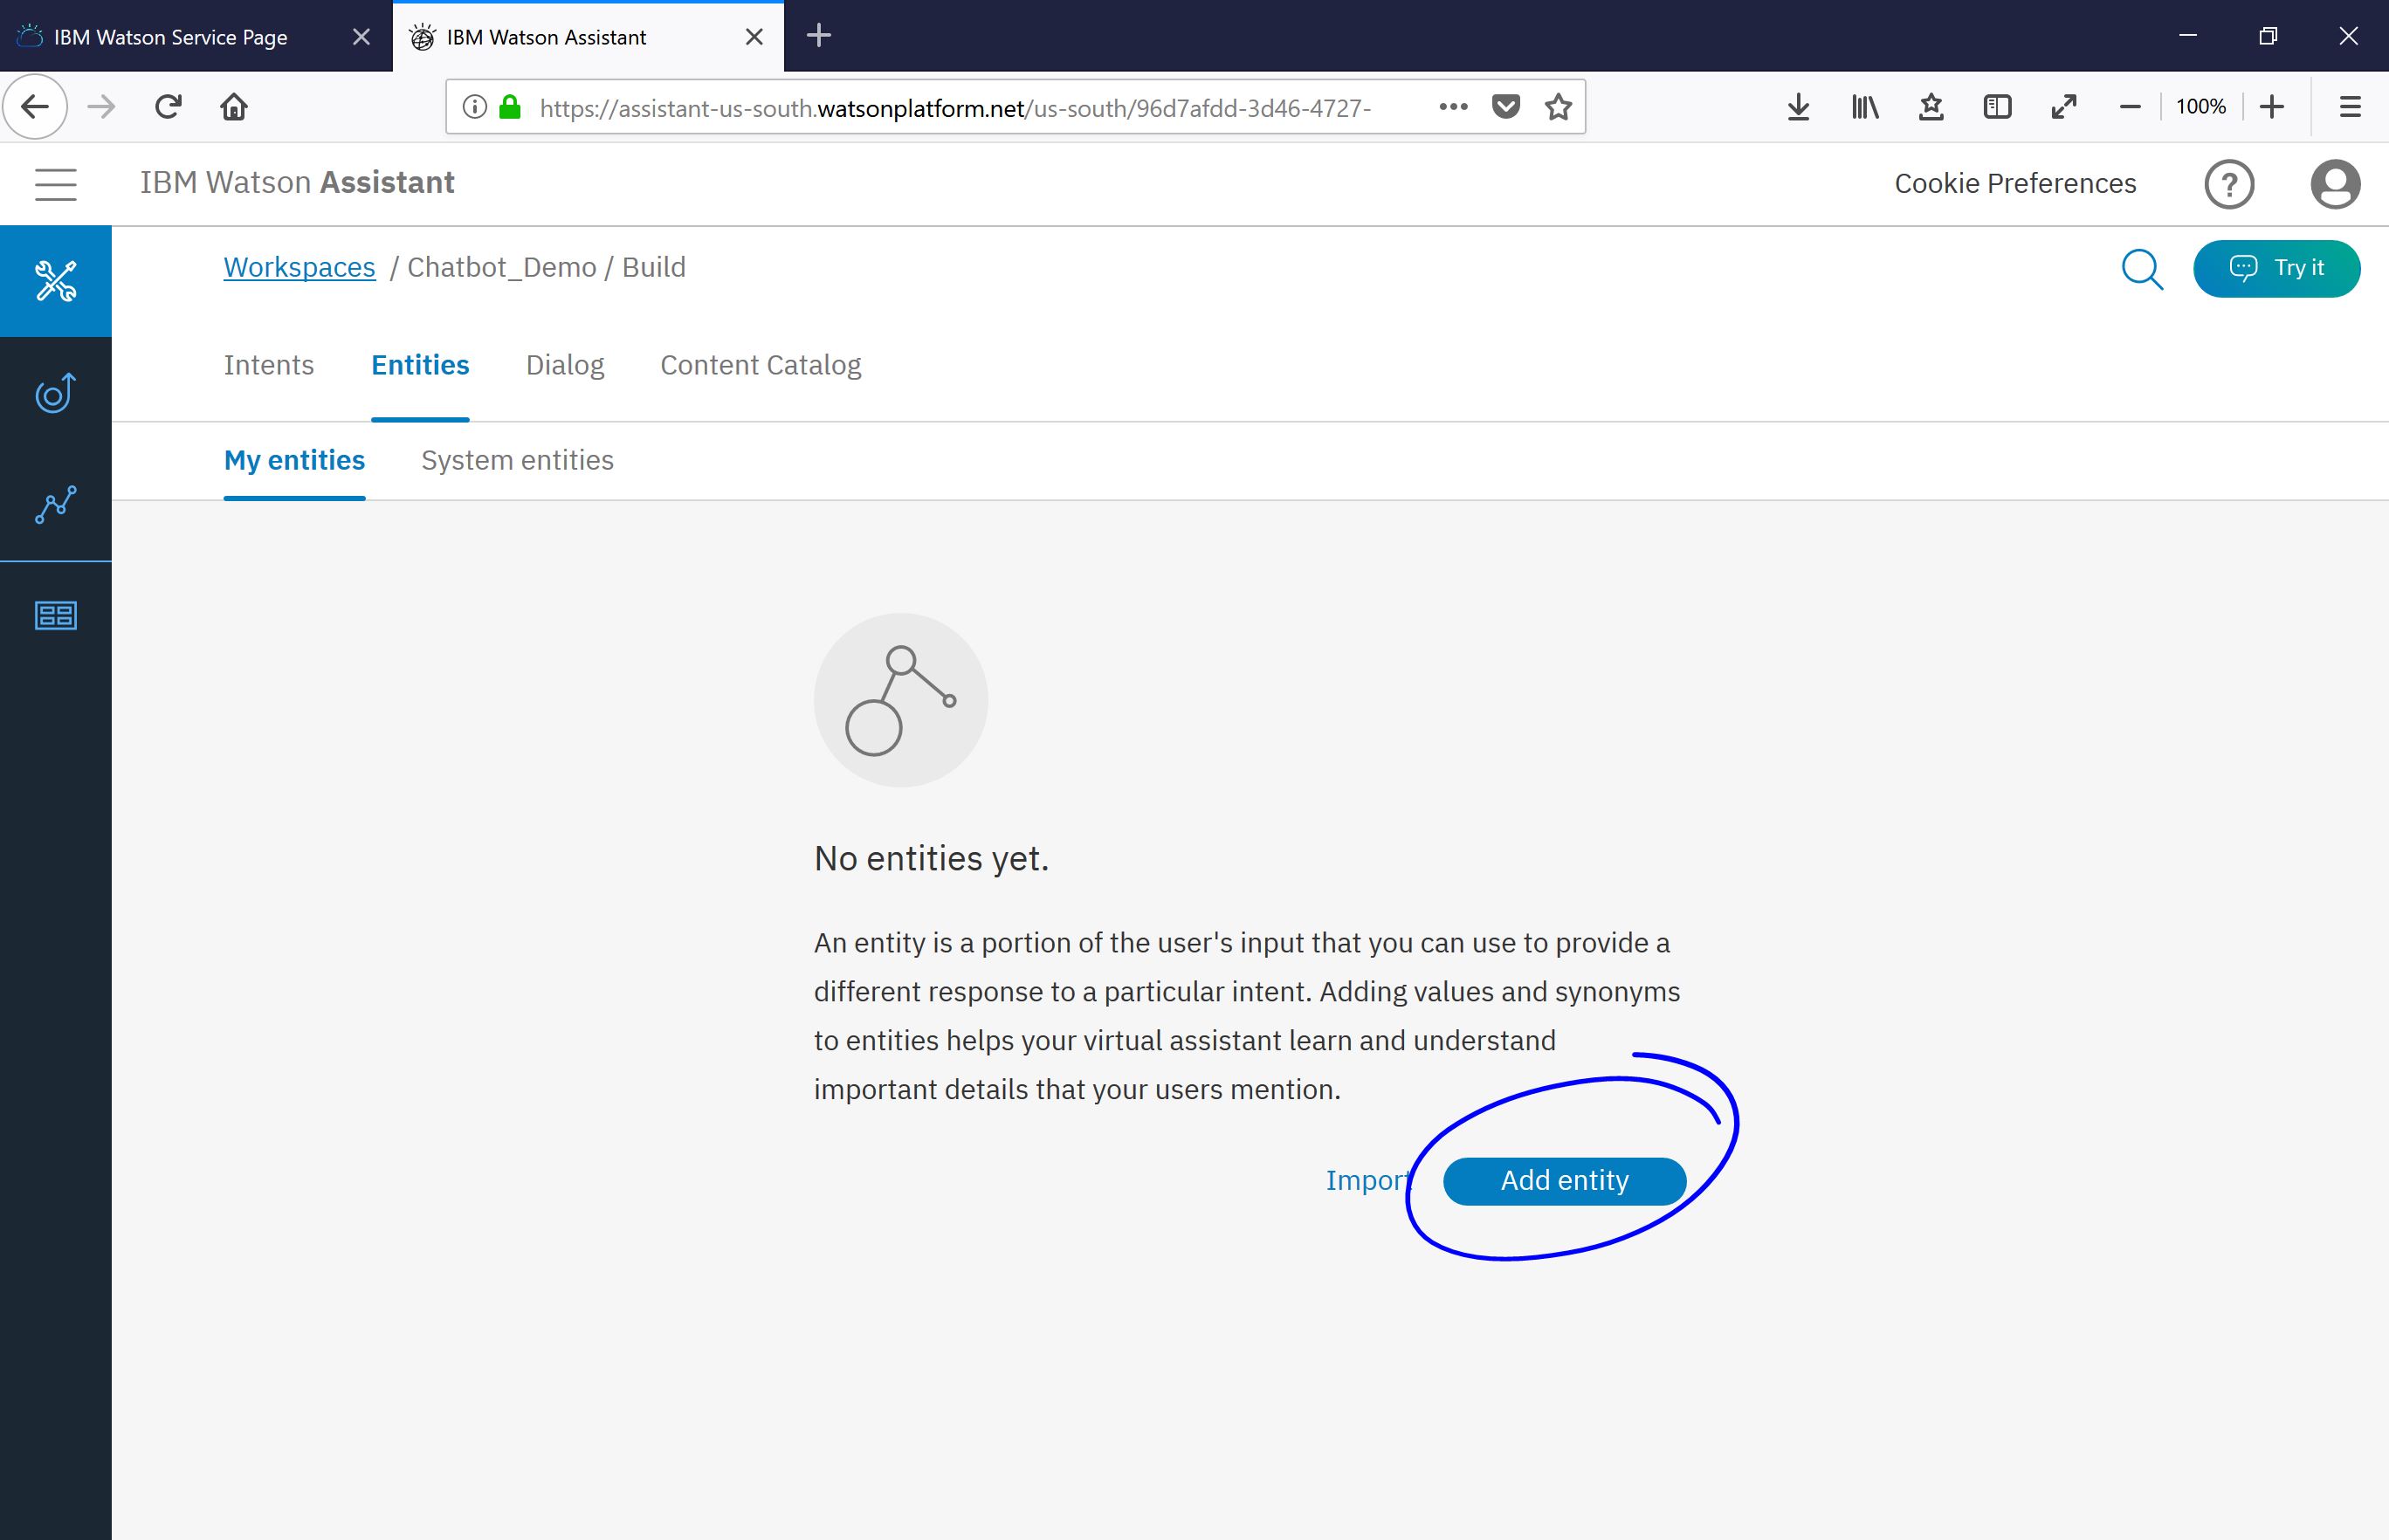 IBM Watson Service Page
IBM Watson Assistant
https://assistant-us-south.watsonplatform.net/us-south/96d7afdd-3d46-4727-
100%
IBM Watson Assistant
Cookie Preferences
?
Workspaces / Chatbot_Demo / Build
Try it
Intents Entities Dialog Content Catalog
My entities System entities
No entities yet.
An entity is a portion of the user's input that you can use to provide a
different response to a particular intent. Adding values and synonyms
to entities helps your virtual assistant learn and understand
important details that your users mention.
Import Add entity